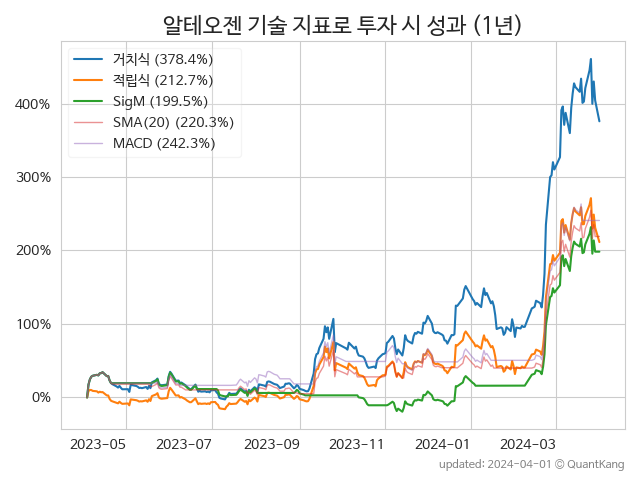 알테오젠 기술 지표로 투자 시 성과 (1년)
거치식 (378.4%)
적립식 (212.7%)
SigM (199.5%)
SMA(20) (220.3%)
MACD (242.3%)
400%
300%
200%
100%
0%
2023-05 2023-07 2023-09 2023-11 2024-01 2024-03
updated: 2024-04-01 © QuantKang